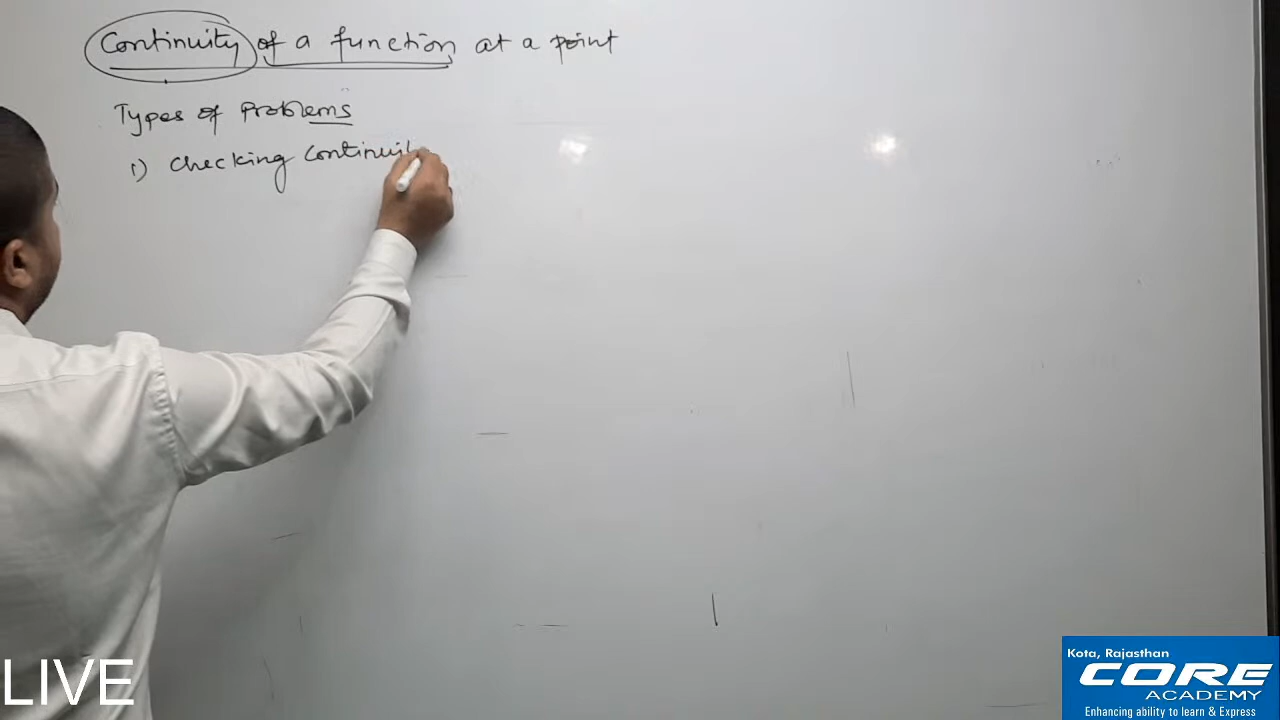 Continuity of a function at a point
Types of Problems
1) Checking Continuit
LIVE
Kota, Rajasthan
CORE
ACADEMY
Enhancing ability to learn & Express